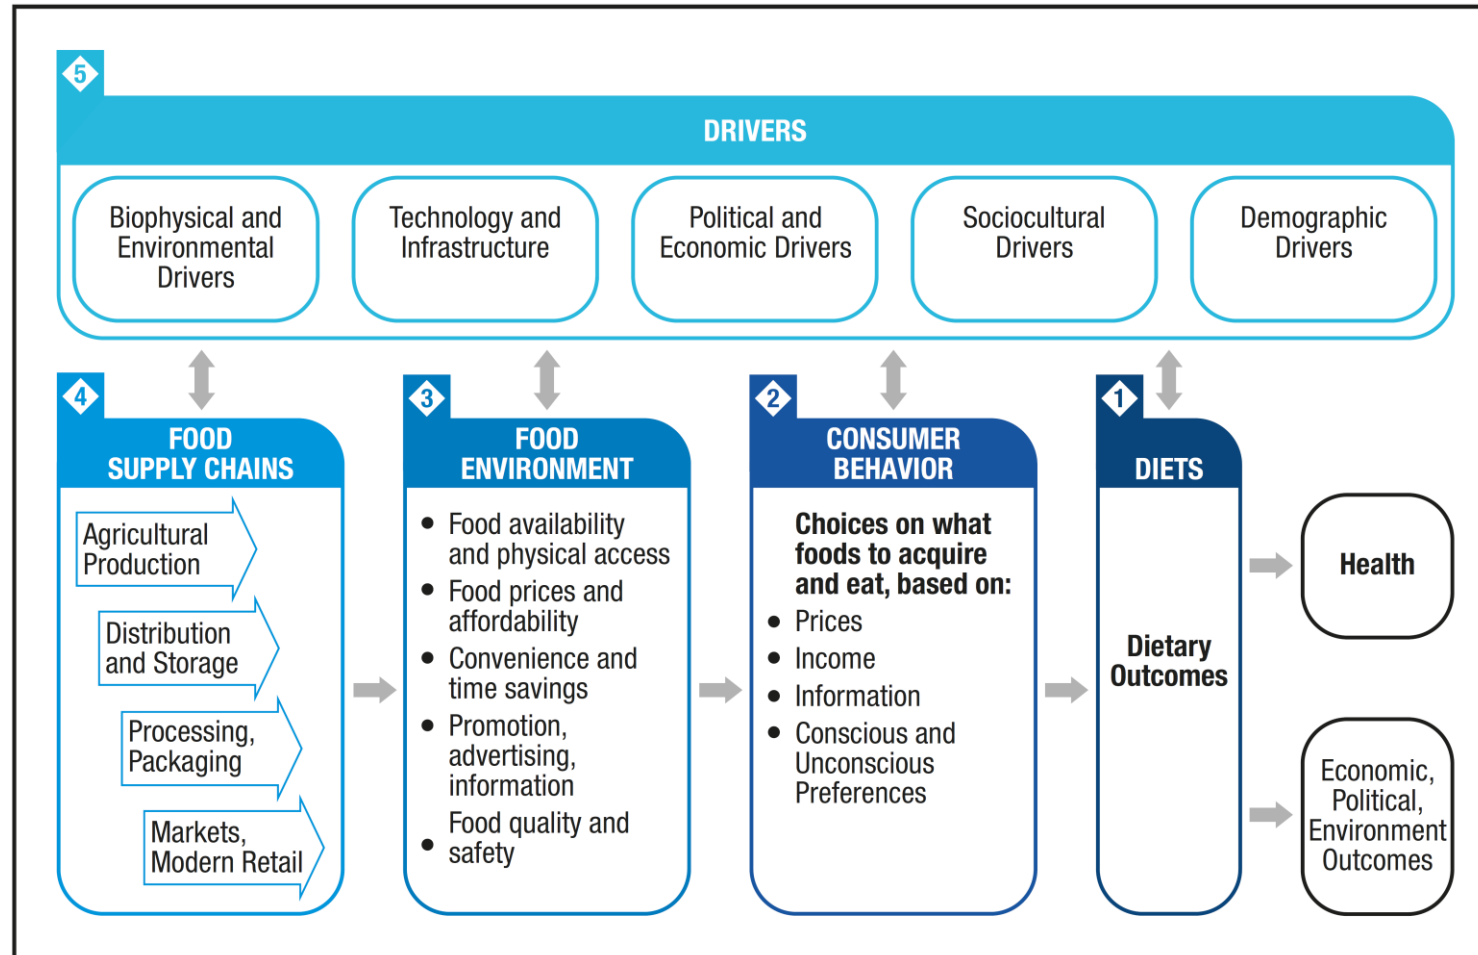 5
DRIVERS
Biophysical and
Environmental
Drivers
Technology and
Infrastructure
Political and
Economic Drivers
Sociocultural
Drivers
Demographic
Drivers
4
FOOD
SUPPLY CHAINS
Agricultural
Production
Distribution
and Storage
Processing,
Packaging
Markets,
Modern Retail
3
FOOD
ENVIRONMENT
• Food availability
and physical access
• Food prices and
affordability
• Convenience and
time savings
• Promotion,
advertising,
information
• Food quality and
safety
2
CONSUMER
BEHAVIOR
Choices on what
foods to acquire
and eat, based on:
• Prices
• Income
• Information
• Conscious and
Unconscious
Preferences
1
DIETS
Dietary
Outcomes
Health
Economic,
Political,
Environment
Outcomes